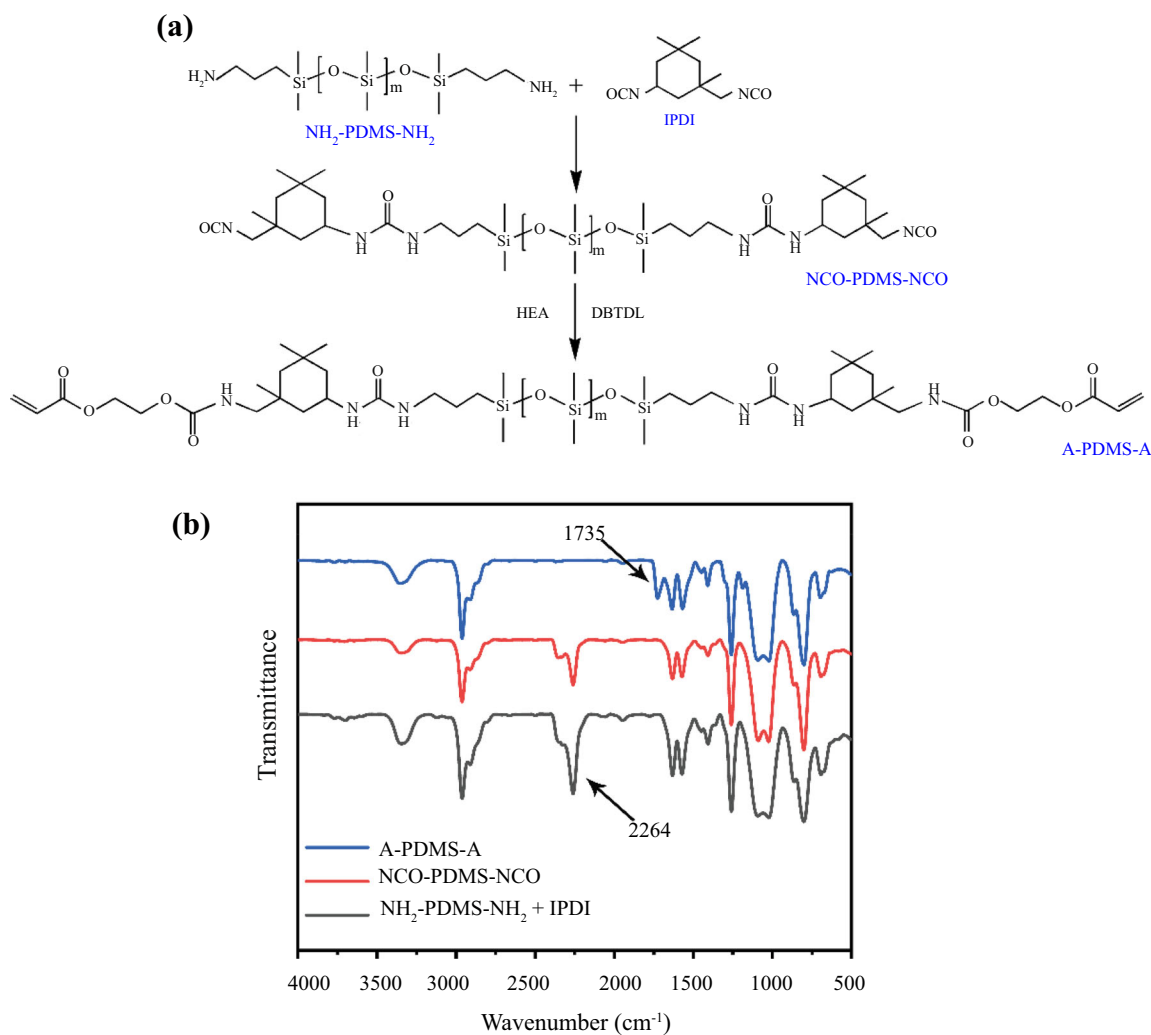 (a)
H₂N Si O Si O Si NH₂ + OCN NCO
m
NH₂-PDMS-NH₂
IPDI
OCN N H O N H Si O Si O Si N H O N H NCO
m
NCO-PDMS-NCO
HEA DBTDL
O O O O H N N H O N H Si O Si O Si N H O N H N H O O O O
m
A-PDMS-A
(b)
1735
2264
Transmittance
A-PDMS-A
NCO-PDMS-NCO
NH₂-PDMS-NH₂ + IPDI
4000 3500 3000 2500 2000 1500 1000 500
Wavenumber (cm⁻¹)